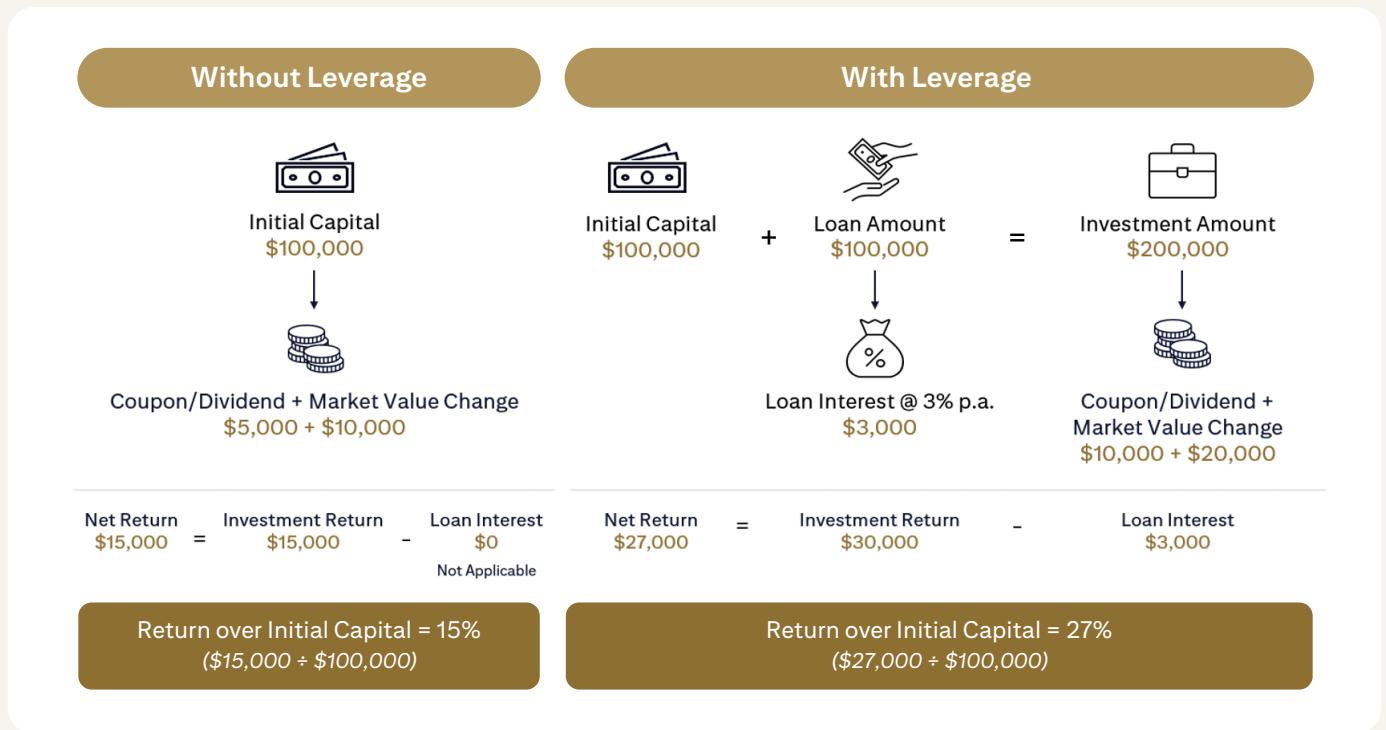 Without Leverage
Initial Capital
$100,000
Coupon/Dividend + Market Value Change
$5,000 + $10,000
Net Return = Investment Return - Loan Interest
$15,000 $15,000 $0
Not Applicable
Return over Initial Capital = 15%
($15,000 ÷ $100,000)
With Leverage
Initial Capital + Loan Amount = Investment Amount
$100,000 $100,000 $200,000
%
Loan Interest @ 3% p.a.
$3,000
Coupon/Dividend +
Market Value Change
$10,000 + $20,000
Net Return = Investment Return - Loan Interest
$27,000 $30,000 $3,000
Return over Initial Capital = 27%
($27,000 ÷ $100,000)